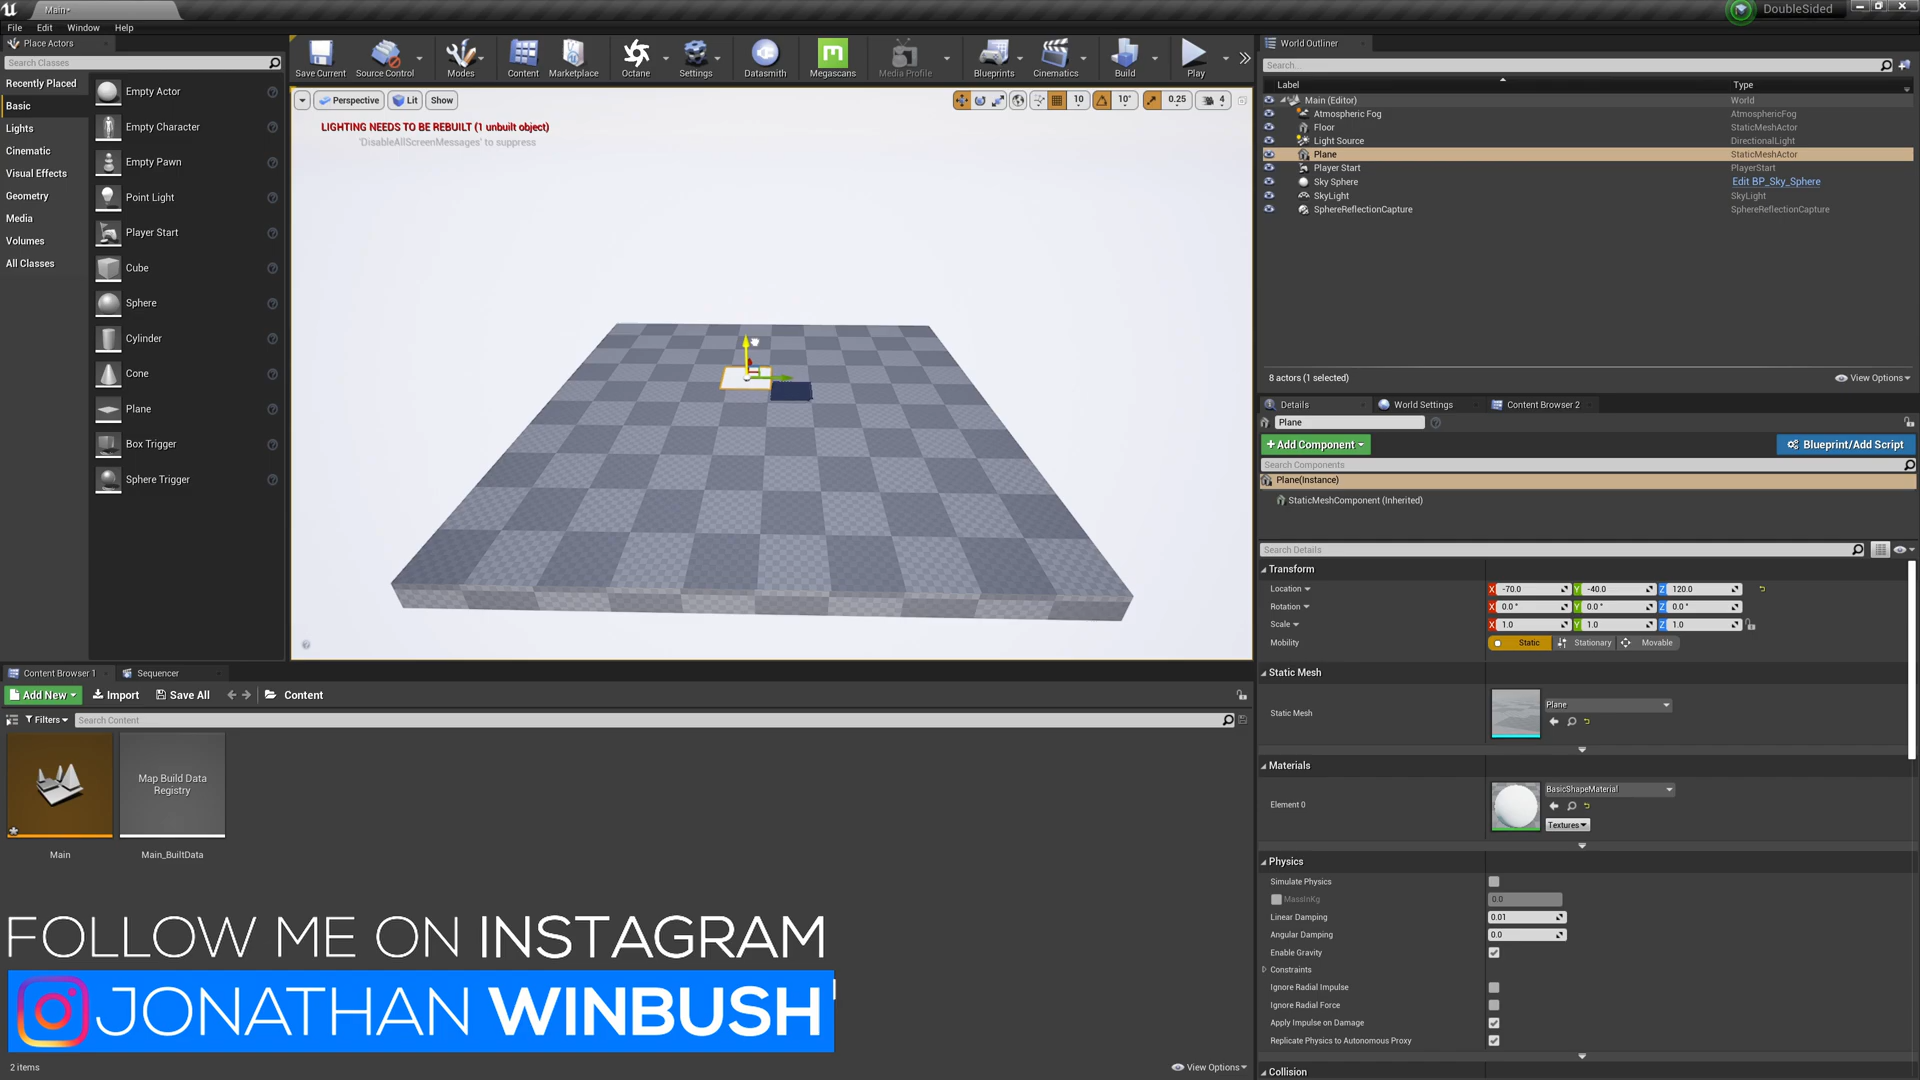 Main*
DoubleSided
File Edit Window Help
Place Actors
Search Classes
Recently Placed
Basic
Lights
Cinematic
Visual Effects
Geometry
Media
Volumes
All Classes
Empty Actor
Empty Character
Empty Pawn
Point Light
Player Start
Cube
Sphere
Cylinder
Cone
Plane
Box Trigger
Sphere Trigger
Save Current Source Control Modes Content Marketplace Octane Settings Datasmith Megascans Media Profile Blueprints Cinematics Build Play
Perspective Lit Show
10 10° 0.25 4
LIGHTING NEEDS TO BE REBUILT (1 unbuilt object)
'DisableAllScreenMessages' to suppress
World Outliner
Search...
Label Type
Main (Editor) World
Atmospheric Fog AtmosphericFog
Floor StaticMeshActor
Light Source DirectionalLight
Plane StaticMeshActor
Player Start PlayerStart
Sky Sphere Edit BP_Sky_Sphere
SkyLight SkyLight
SphereReflectionCapture SphereReflectionCapture
8 actors (1 selected) View Options
Details World Settings Content Browser 2
Plane
+Add Component Blueprint/Add Script
Search Components
Plane(Instance)
StaticMeshComponent (Inherited)
Search Details
Transform
Location X -70.0 Y -40.0 Z 120.0
Rotation X 0.0 ° Y 0.0 ° Z 0.0 °
Scale X 1.0 Y 1.0 Z 1.0
Mobility Static Stationary Movable
Static Mesh
Static Mesh Plane
Materials
Element 0 BasicShapeMaterial
Textures
Physics
Simulate Physics
MassInKg 0.0
Linear Damping 0.01
Angular Damping 0.0
Enable Gravity
Constraints
Ignore Radial Impulse
Ignore Radial Force
Apply Impulse on Damage
Replicate Physics to Autonomous Proxy
Collision
Content Browser 1 Sequencer
Add New Import Save All Content
Filters Search Content
Map Build Data
Registry
Main Main_BuiltData
FOLLOW ME ON INSTAGRAM
JONATHAN WINBUSH
2 items View Options